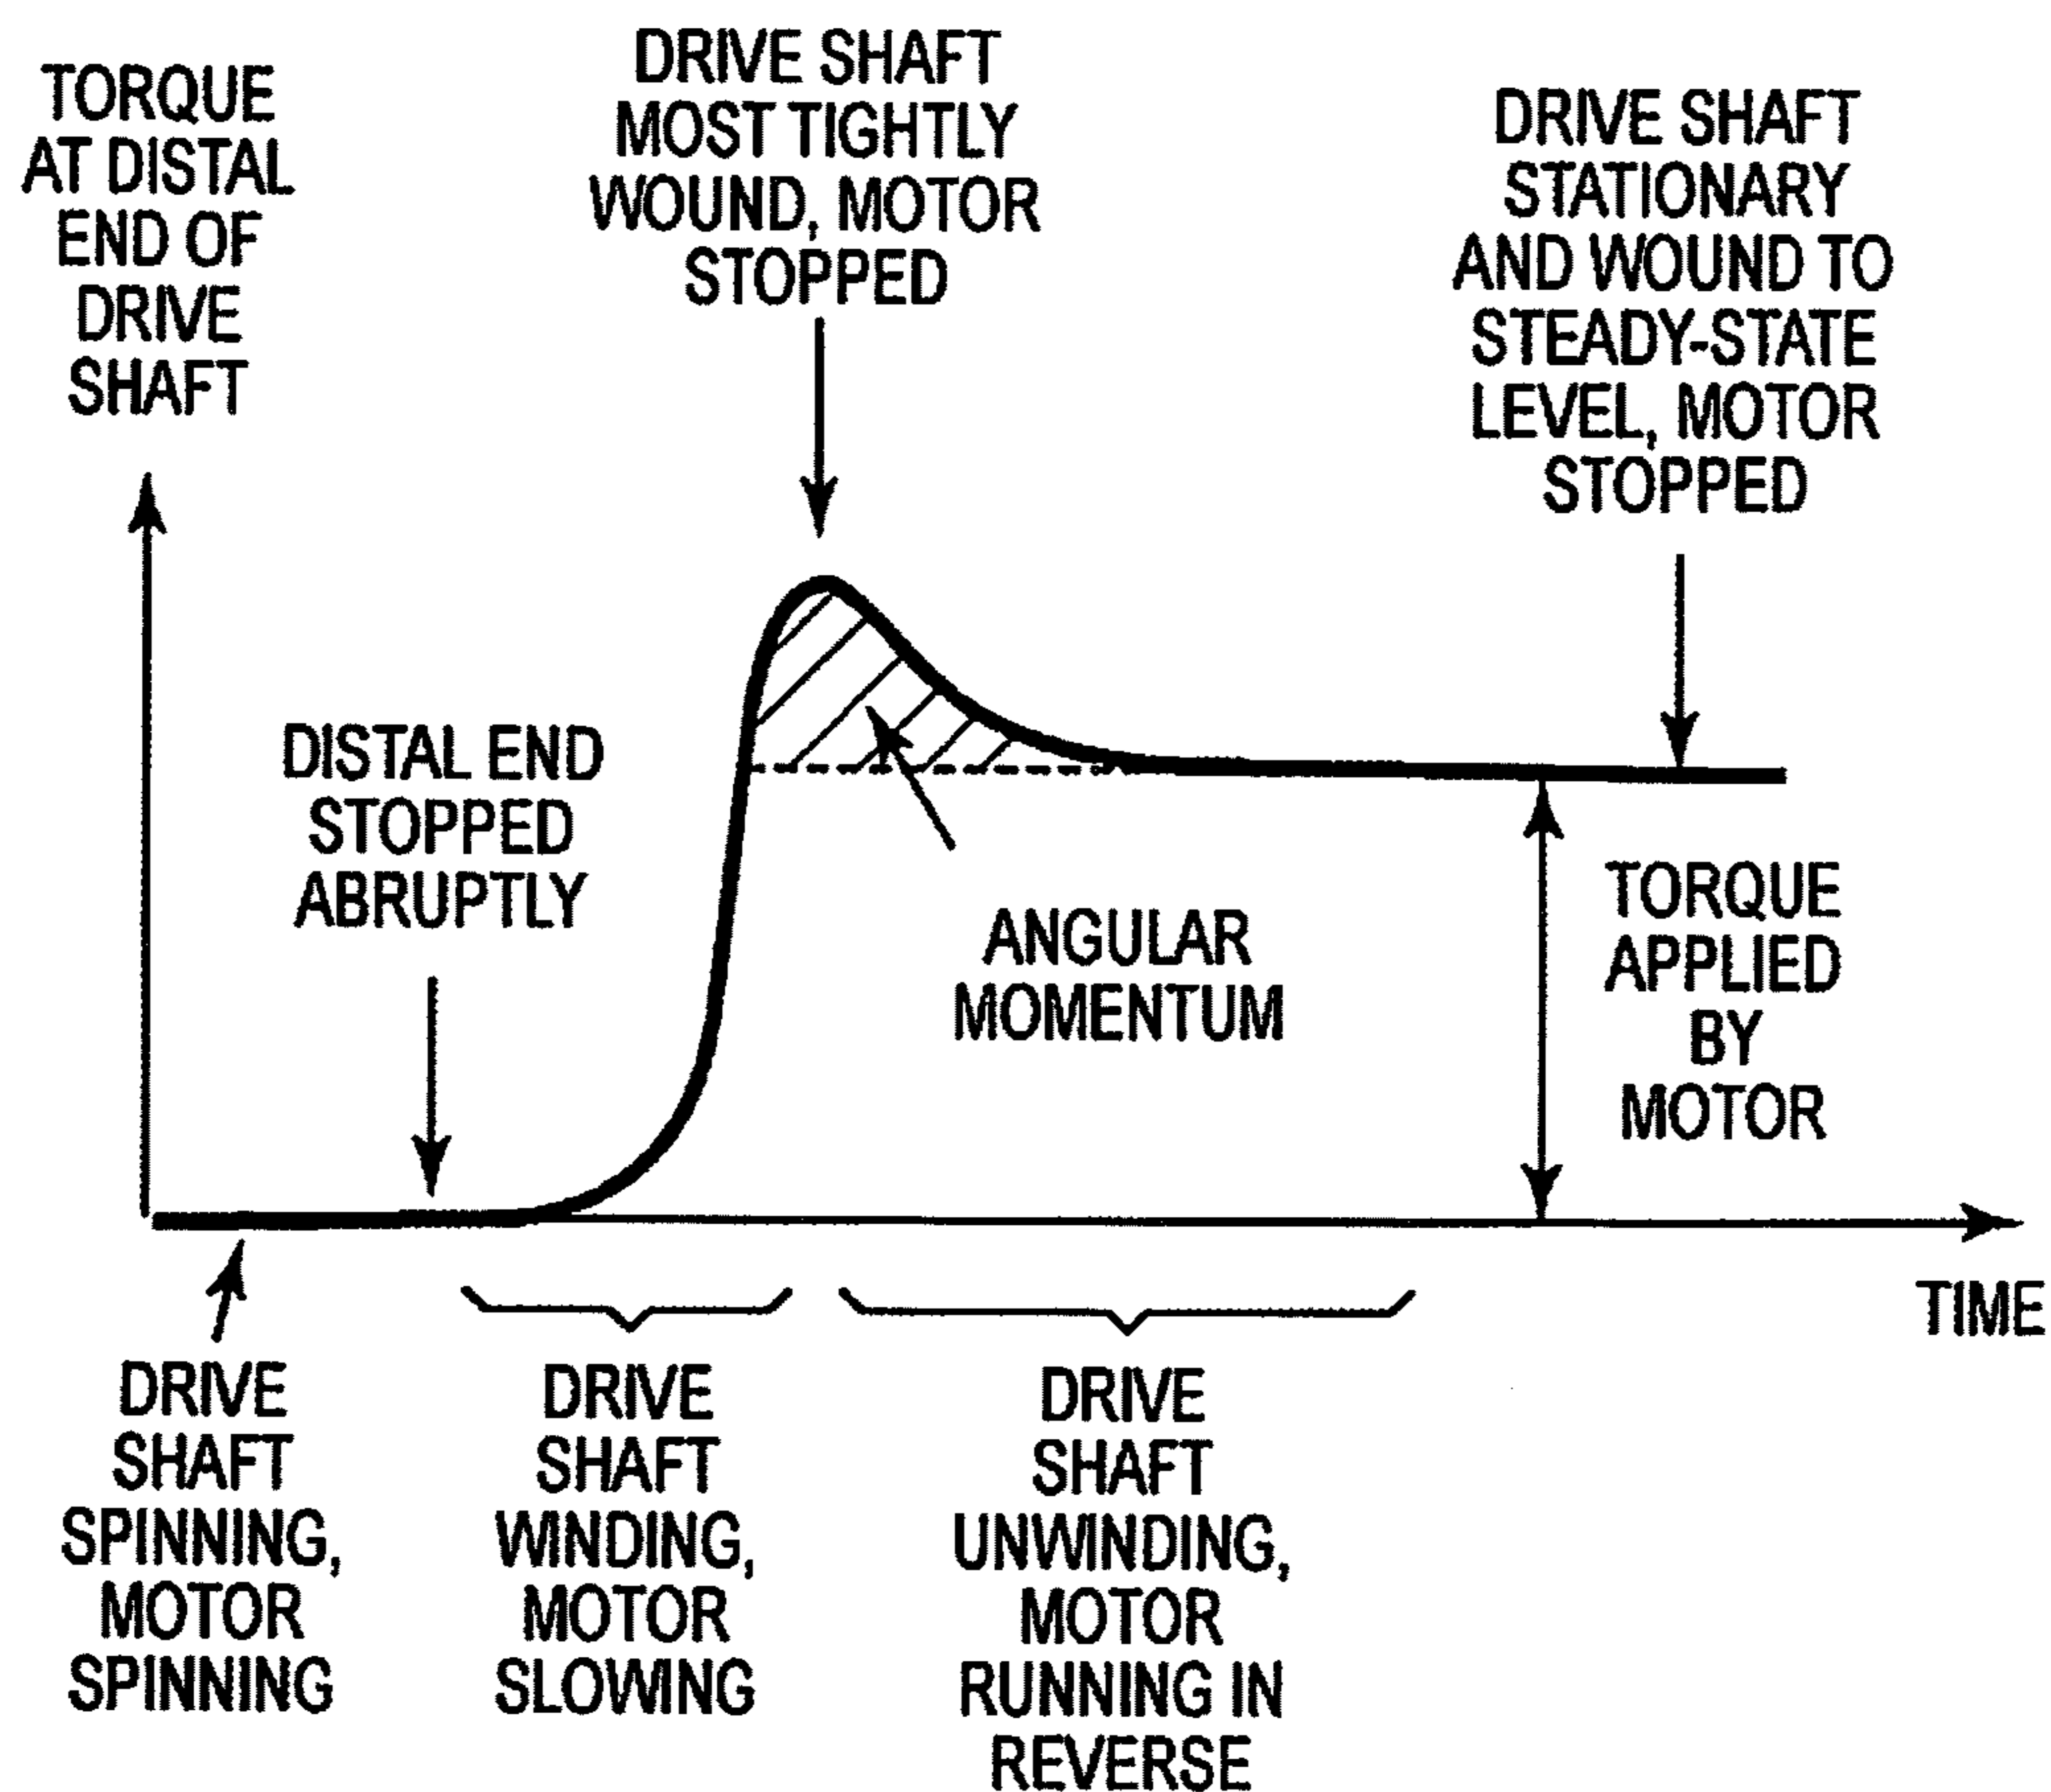 TORQUE
AT DISTAL
END OF
DRIVE
SHAFT
DRIVE SHAFT
MOST TIGHTLY
WOUND, MOTOR
STOPPED
DRIVE SHAFT
STATIONARY
AND WOUND TO
STEADY-STATE
LEVEL, MOTOR
STOPPED
DISTAL END
STOPPED
ABRUPTLY
ANGULAR
MOMENTUM
TORQUE
APPLIED
BY
MOTOR
TIME
DRIVE
SHAFT
SPINNING,
MOTOR
SPINNING
DRIVE
SHAFT
WINDING,
MOTOR
SLOWING
DRIVE
SHAFT
UNWINDING,
MOTOR
RUNNING IN
REVERSE